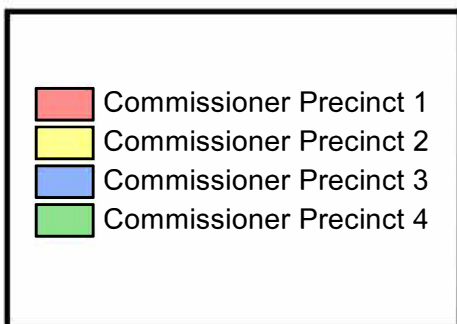 Commissioner Precinct 1
Commissioner Precinct 2
Commissioner Precinct 3
Commissioner Precinct 4